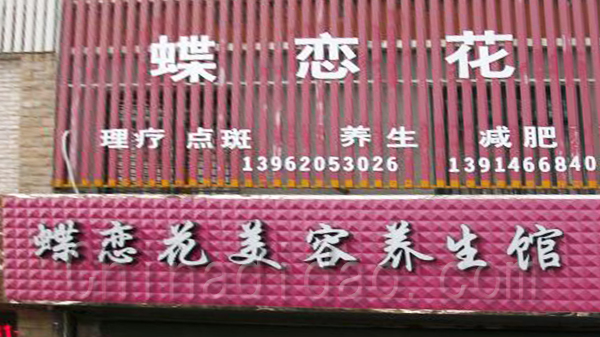 蝶恋花
理疗 点斑 养生 减肥
13962053026 1391466840
蝶恋花美容养生馆